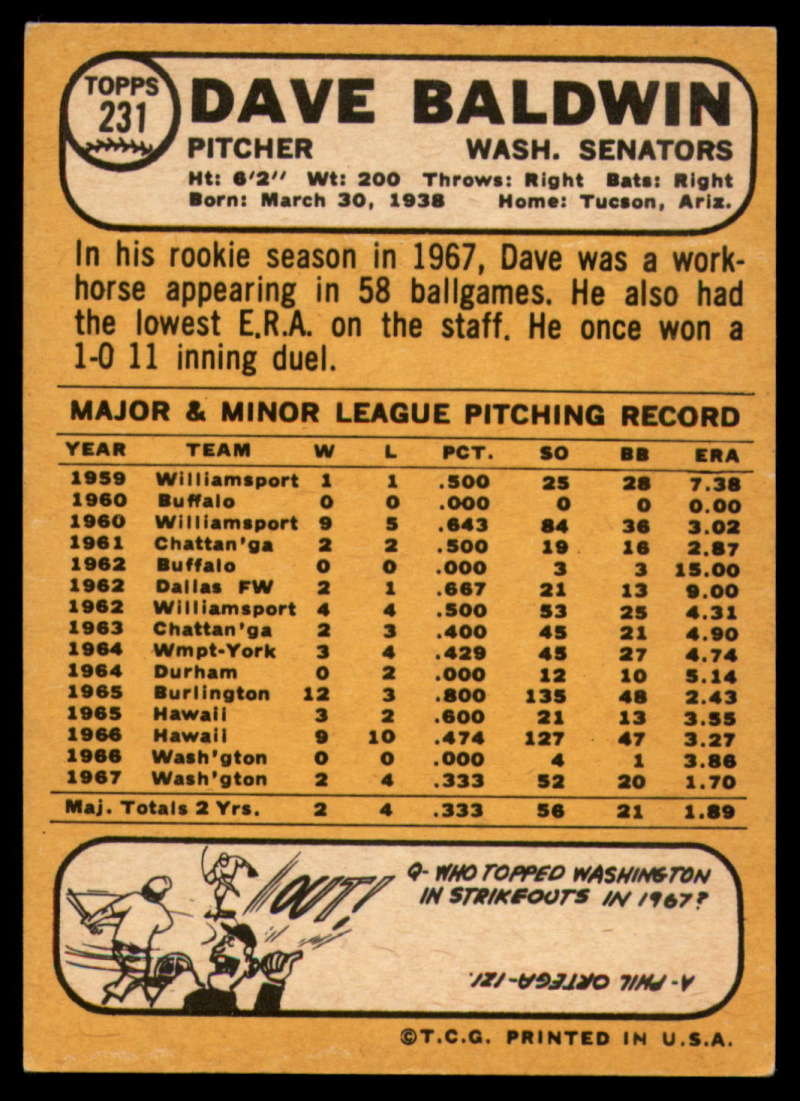 TOPPS
231
DAVE BALDWIN
PITCHER WASH. SENATORS
Ht: 6'2" Wt: 200 Throws: Right Bats: Right
Born: March 30, 1938 Home: Tucson, Ariz.
In his rookie season in 1967, Dave was a work-
horse appearing in 58 ballgames. He also had
the lowest E.R.A. on the staff. He once won a
1-0 11 inning duel.
MAJOR & MINOR LEAGUE PITCHING RECORD
YEAR TEAM W L PCT. SO BB ERA
1959 Williamsport 1 1 .500 25 28 7.38
1960 Buffalo 0 0 .000 0 0 0.00
1960 Williamsport 9 5 .643 84 36 3.02
1961 Chattan'ga 2 2 .500 19 16 2.87
1962 Buffalo 0 0 .000 3 3 15.00
1962 Dallas FW 2 1 .667 21 13 9.00
1962 Williamsport 4 4 .500 53 25 4.31
1963 Chattan'ga 2 3 .400 45 21 4.90
1964 Wmpt-York 3 4 .429 45 27 4.74
1964 Durham 0 2 .000 12 10 5.14
1965 Burlington 12 3 .800 135 48 2.43
1965 Hawaii 3 2 .600 21 13 3.55
1966 Hawaii 9 10 .474 127 47 3.27
1966 Wash'gton 0 0 .000 4 1 3.86
1967 Wash'gton 2 4 .333 52 20 1.70
Maj. Totals 2 Yrs. 2 4 .333 56 21 1.89
OUT!
Q- WHO TOPPED WASHINGTON
IN STRIKEOUTS IN 1967?
A- PHIL ORTEGA-121.
©T.C.G. PRINTED IN U.S.A.